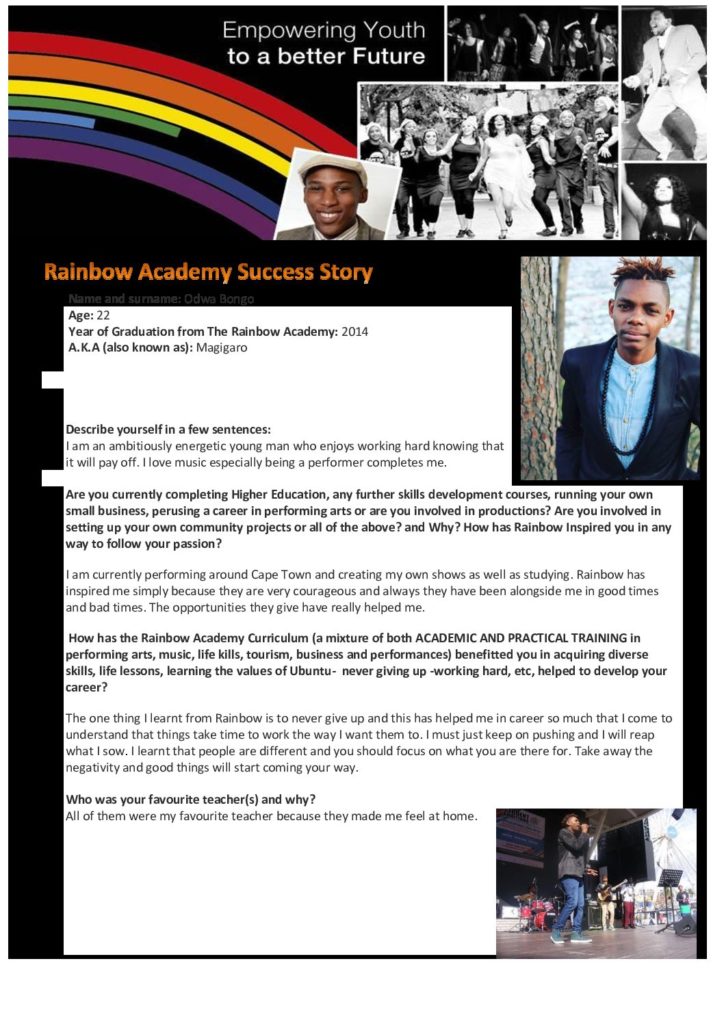 Empowering Youth
to a better Future
Rainbow Academy Success Story
Name and surname: Odwa Bongo
Age: 22
Year of Graduation from The Rainbow Academy: 2014
A.K.A (also known as): Magigaro
Describe yourself in a few sentences:
I am an ambitiously energetic young man who enjoys working hard knowing that
it will pay off. I love music especially being a performer completes me.
Are you currently completing Higher Education, any further skills development courses, running your own
small business, perusing a career in performing arts or are you involved in productions? Are you involved in
setting up your own community projects or all of the above? and Why? How has Rainbow Inspired you in any
way to follow your passion?
I am currently performing around Cape Town and creating my own shows as well as studying. Rainbow has
inspired me simply because they are very courageous and always they have been alongside me in good times
and bad times. The opportunities they give have really helped me.
How has the Rainbow Academy Curriculum (a mixture of both ACADEMIC AND PRACTICAL TRAINING in
performing arts, music, life kills, tourism, business and performances) benefitted you in acquiring diverse
skills, life lessons, learning the values of Ubuntu- never giving up -working hard, etc, helped to develop your
career?
The one thing I learnt from Rainbow is to never give up and this has helped me in career so much that I come to
understand that things take time to work the way I want them to. I must just keep on pushing and I will reap
what I sow. I learnt that people are different and you should focus on what you are there for. Take away the
negativity and good things will start coming your way.
Who was your favourite teacher(s) and why?
All of them were my favourite teacher because they made me feel at home.